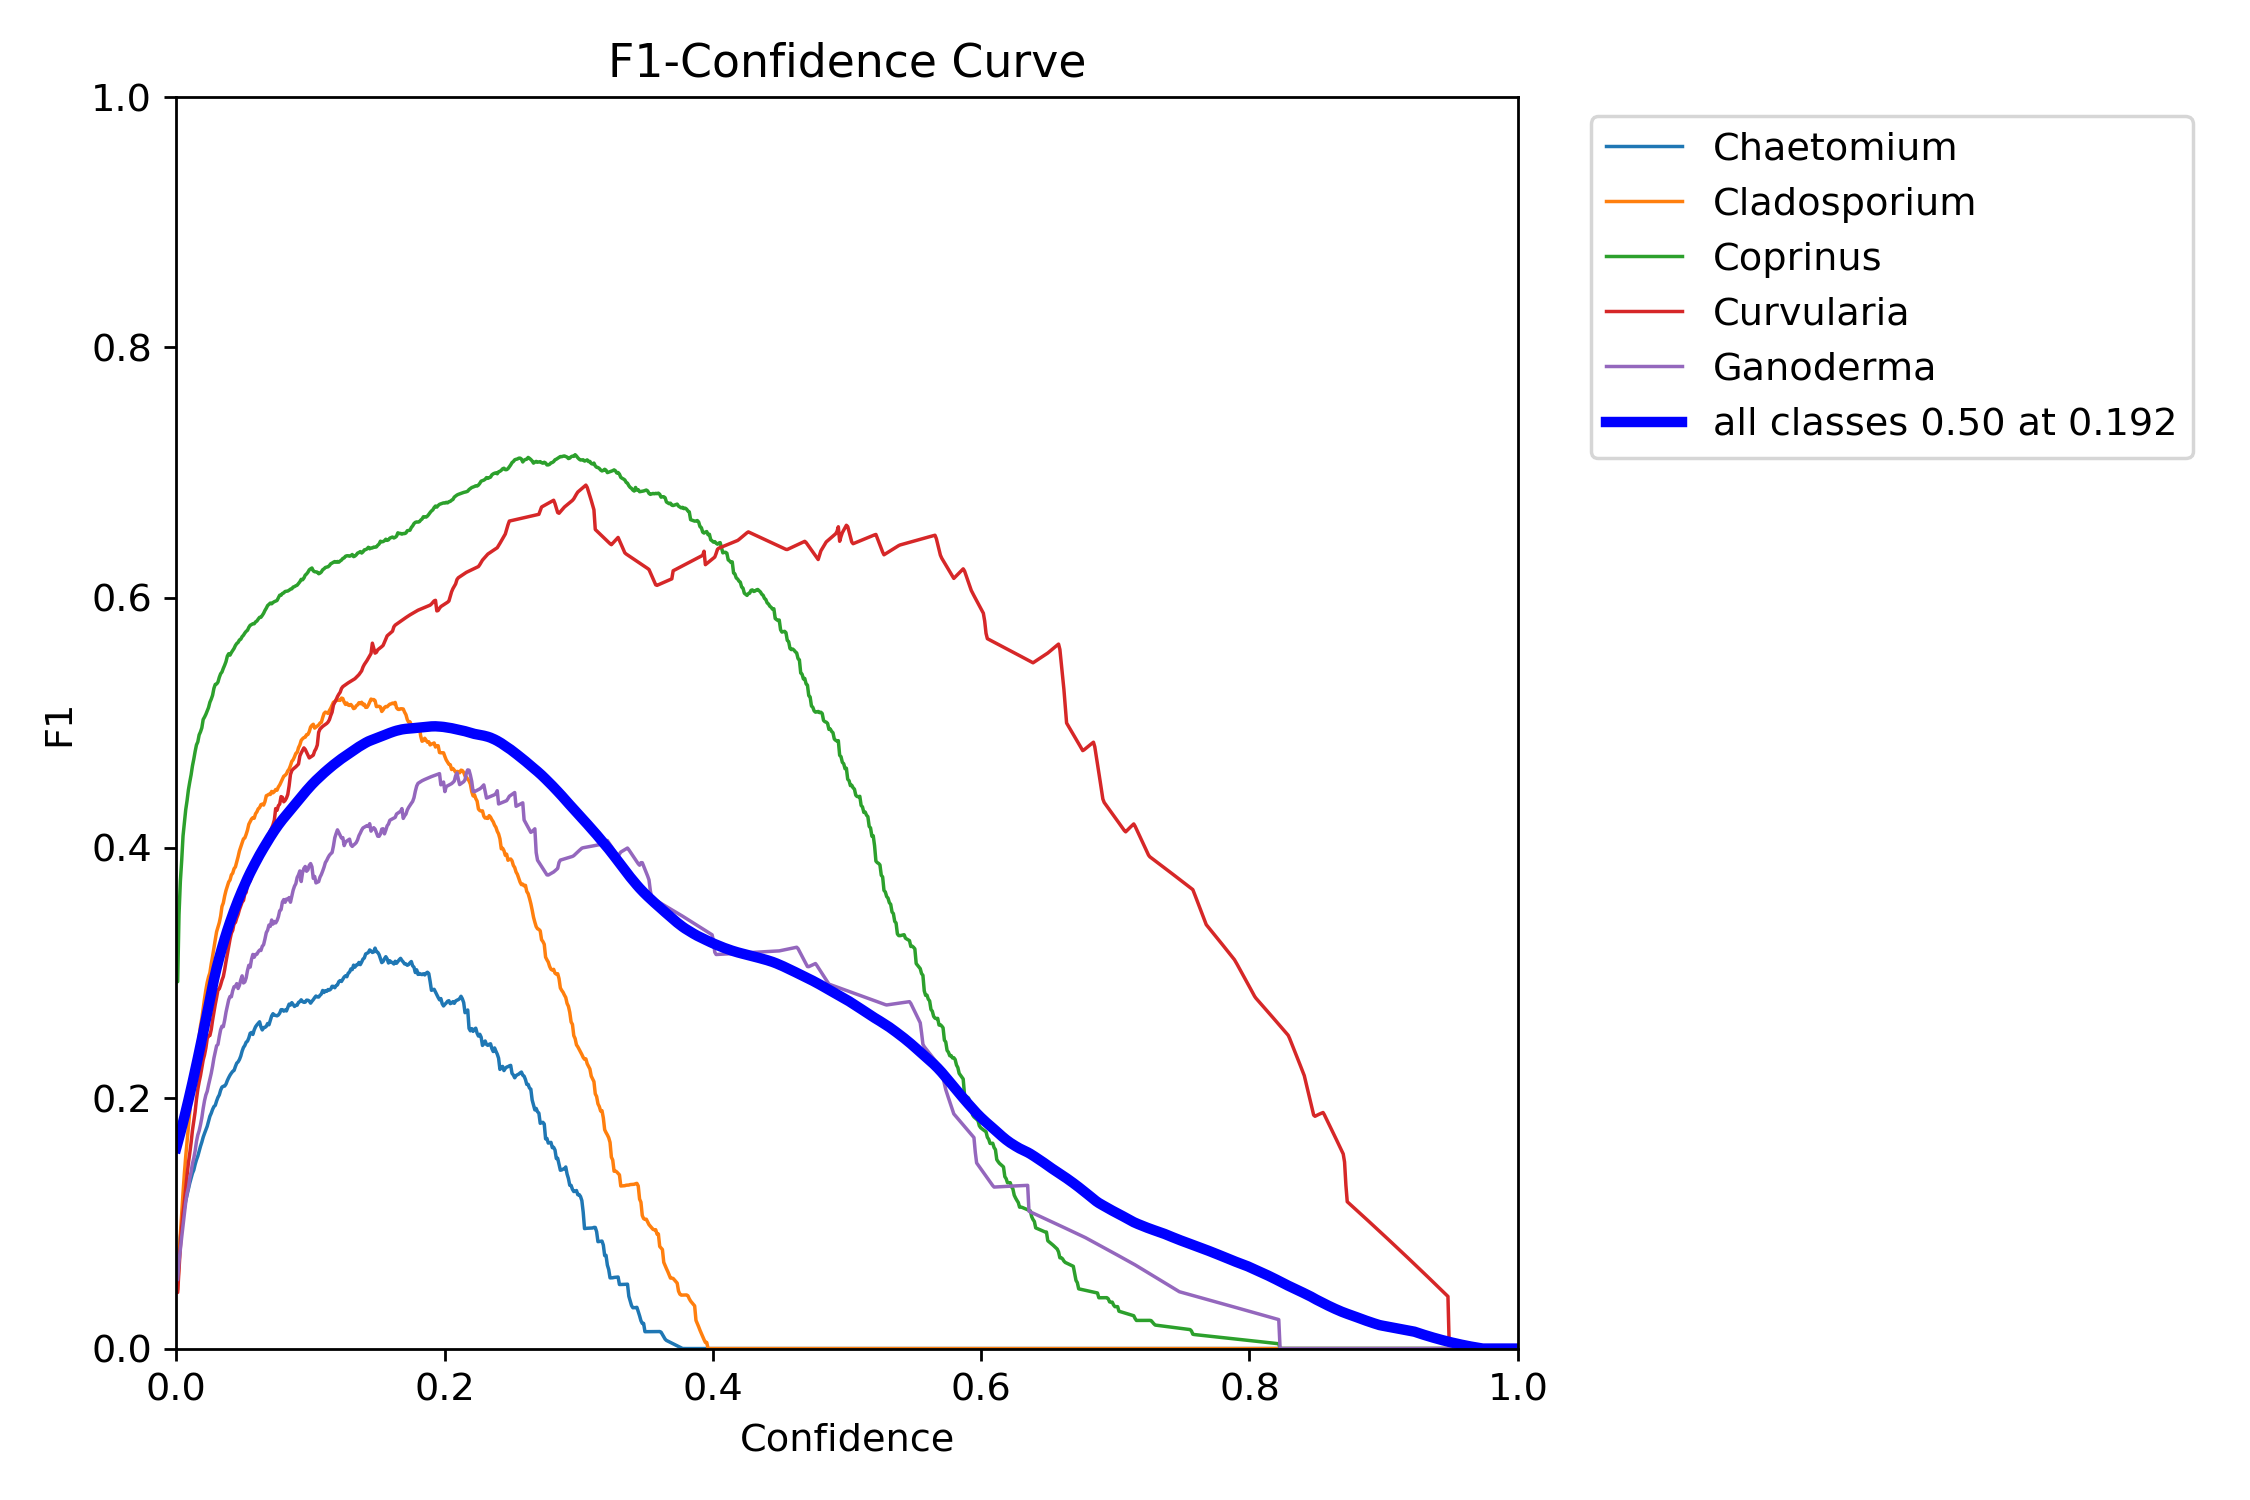 F1-Confidence Curve
1.0
0.8
0.6
0.4
0.2
0.0
F1
0.0 0.2 0.4 0.6 0.8 1.0
Confidence
Chaetomium
Cladosporium
Coprinus
Curvularia
Ganoderma
all classes 0.50 at 0.192